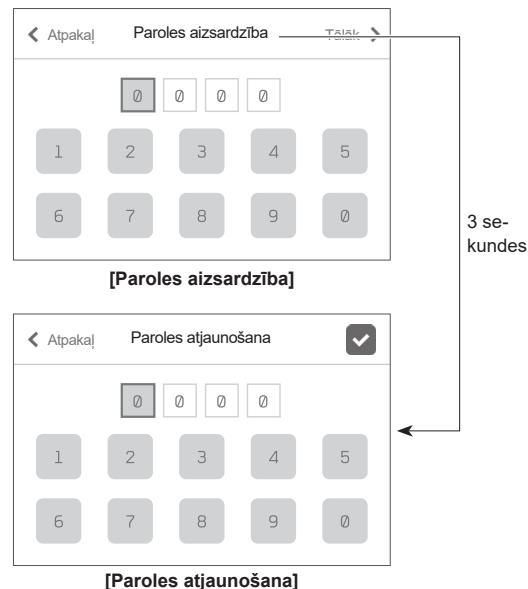 Atpakaļ Paroles aizsardzība Tālāk
0 0 0 0
1 2 3 4 5
6 7 8 9 0
3 se-
kundes
[Paroles aizsardzība]
Atpakaļ Paroles atjaunošana
0 0 0 0
1 2 3 4 5
6 7 8 9 0
[Paroles atjaunošana]